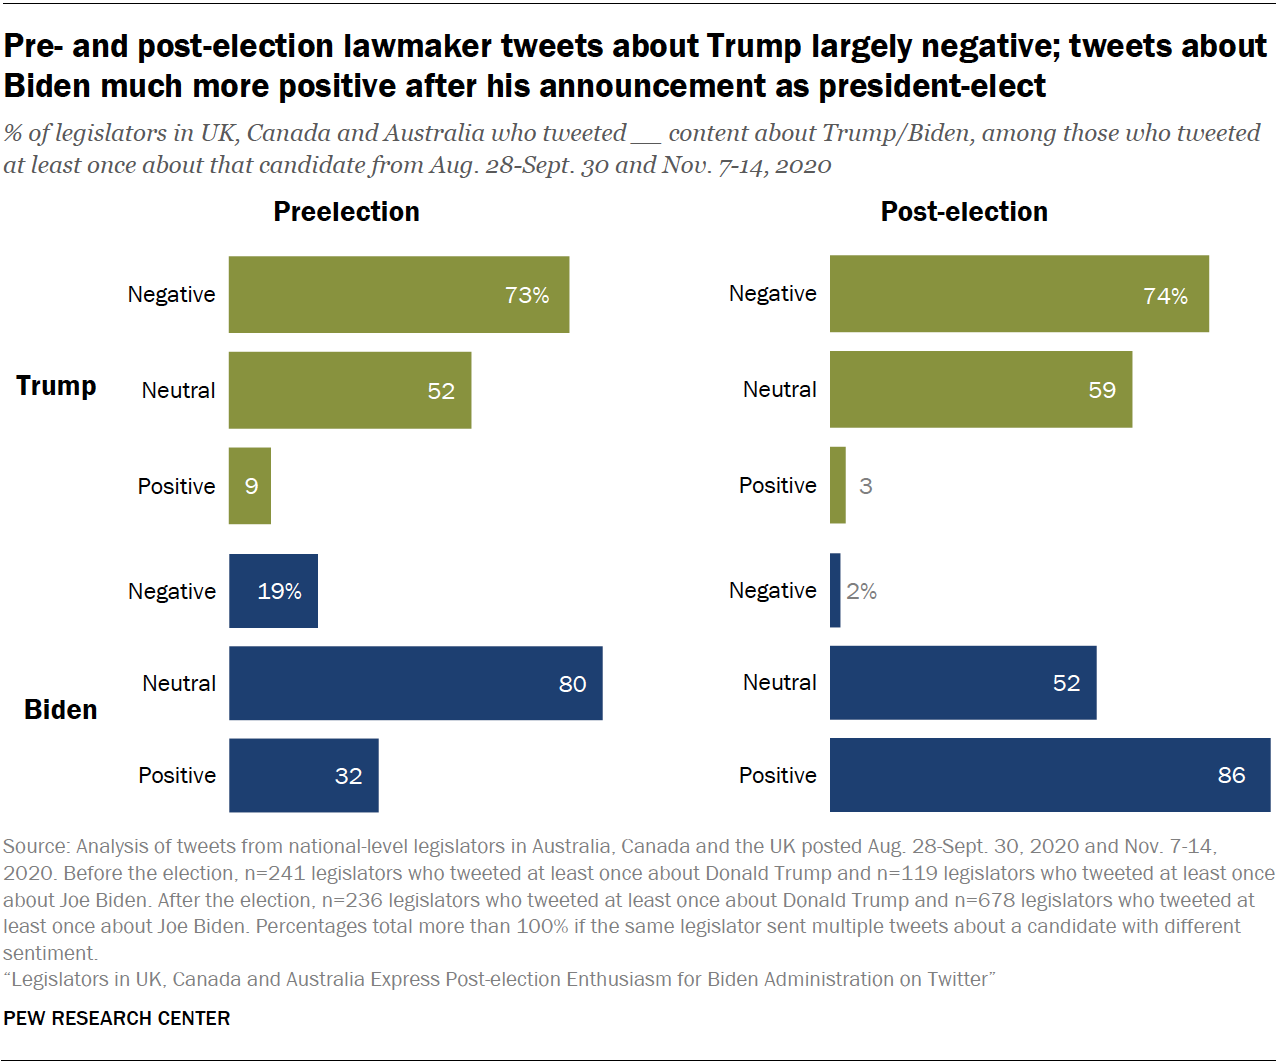 Pre- and post-election lawmaker tweets about Trump largely negative; tweets about
Biden much more positive after his announcement as president-elect
% of legislators in UK, Canada and Australia who tweeted __ content about Trump/Biden, among those who tweeted
at least once about that candidate from Aug. 28-Sept. 30 and Nov. 7-14, 2020
Preelection
Post-election
Trump
Negative 73%
Neutral 52
Positive 9
Negative 74%
Neutral 59
Positive 3
Biden
Negative 19%
Neutral 80
Positive 32
Negative 2%
Neutral 52
Positive 86
Source: Analysis of tweets from national-level legislators in Australia, Canada and the UK posted Aug. 28-Sept. 30, 2020 and Nov. 7-14,
2020. Before the election, n=241 legislators who tweeted at least once about Donald Trump and n=119 legislators who tweeted at least once
about Joe Biden. After the election, n=236 legislators who tweeted at least once about Donald Trump and n=678 legislators who tweeted at
least once about Joe Biden. Percentages total more than 100% if the same legislator sent multiple tweets about a candidate with different
sentiment.
“Legislators in UK, Canada and Australia Express Post-election Enthusiasm for Biden Administration on Twitter”
PEW RESEARCH CENTER